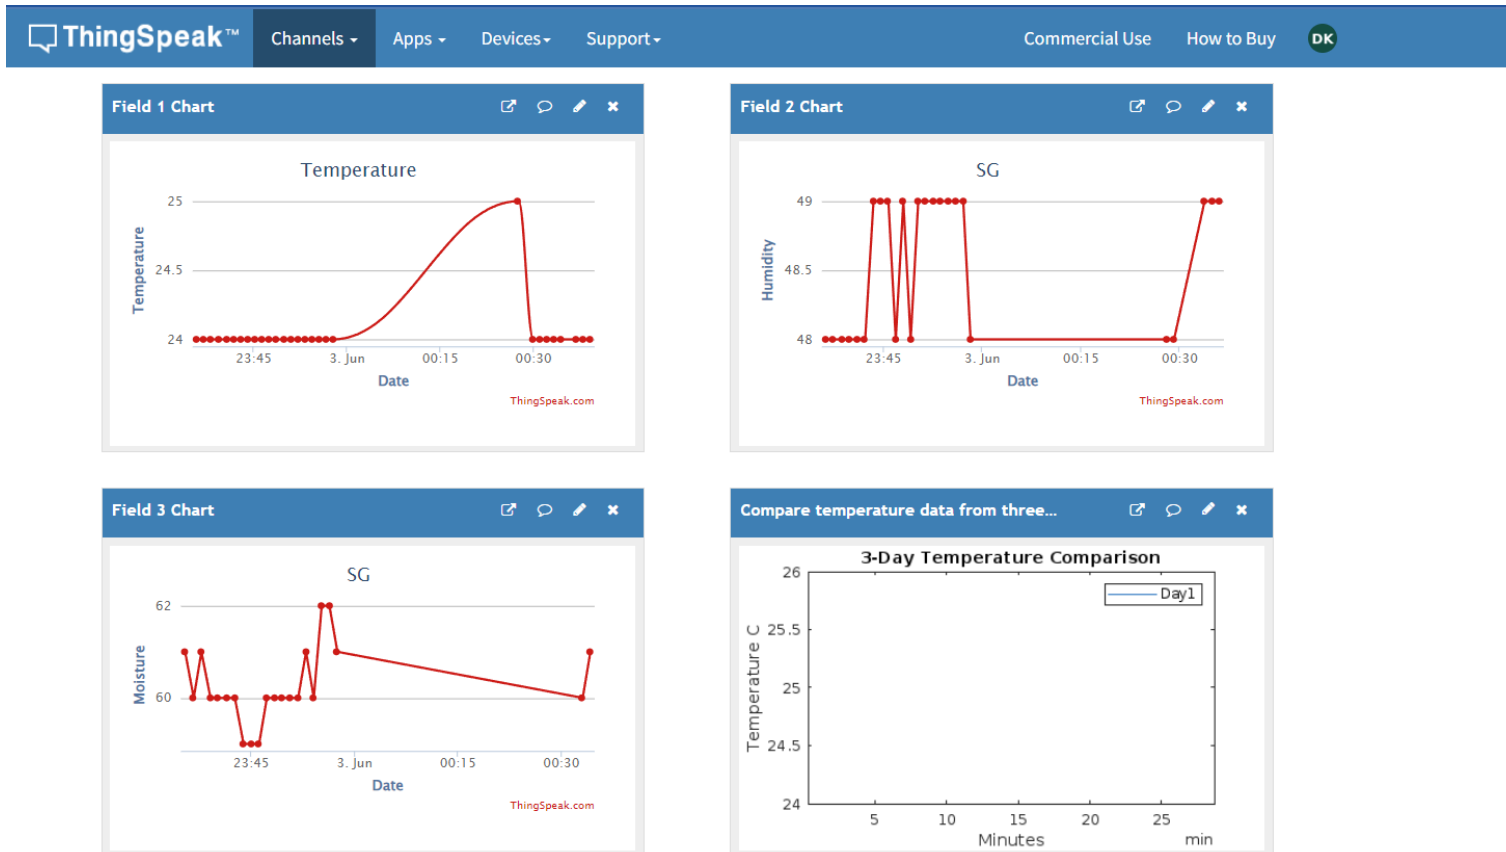 ThingSpeak™ Channels Apps Devices Support Commercial Use How to Buy DK
Field 1 Chart
Temperature
25
24.5
24
Temperature
23:45 3. Jun 00:15 00:30
Date
ThingSpeak.com
Field 2 Chart
SG
49
48.5
48
Humidity
23:45 3. Jun 00:15 00:30
Date
ThingSpeak.com
Field 3 Chart
SG
62
60
Moisture
23:45 3. Jun 00:15 00:30
Date
ThingSpeak.com
Compare temperature data from three...
3-Day Temperature Comparison
Day1
26
25.5
25
24.5
24
Temperature C
5 10 15 20 25
Minutes min